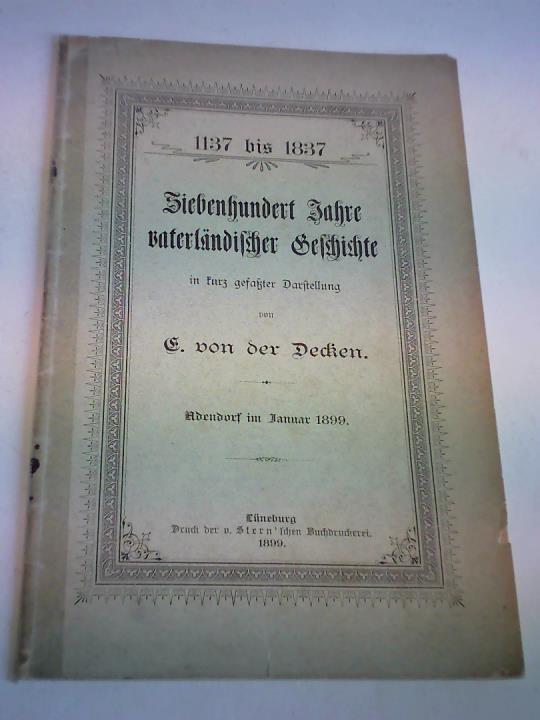 1137 bis 1837
Siebenhundert Jahre
vaterländischer Geschichte
in kurz gefaßter Darstellung
von
E. von der Decken.
Adendorf im Januar 1899.
Lüneburg
Druck der v. Stern'schen Buchdruckerei.
1899.